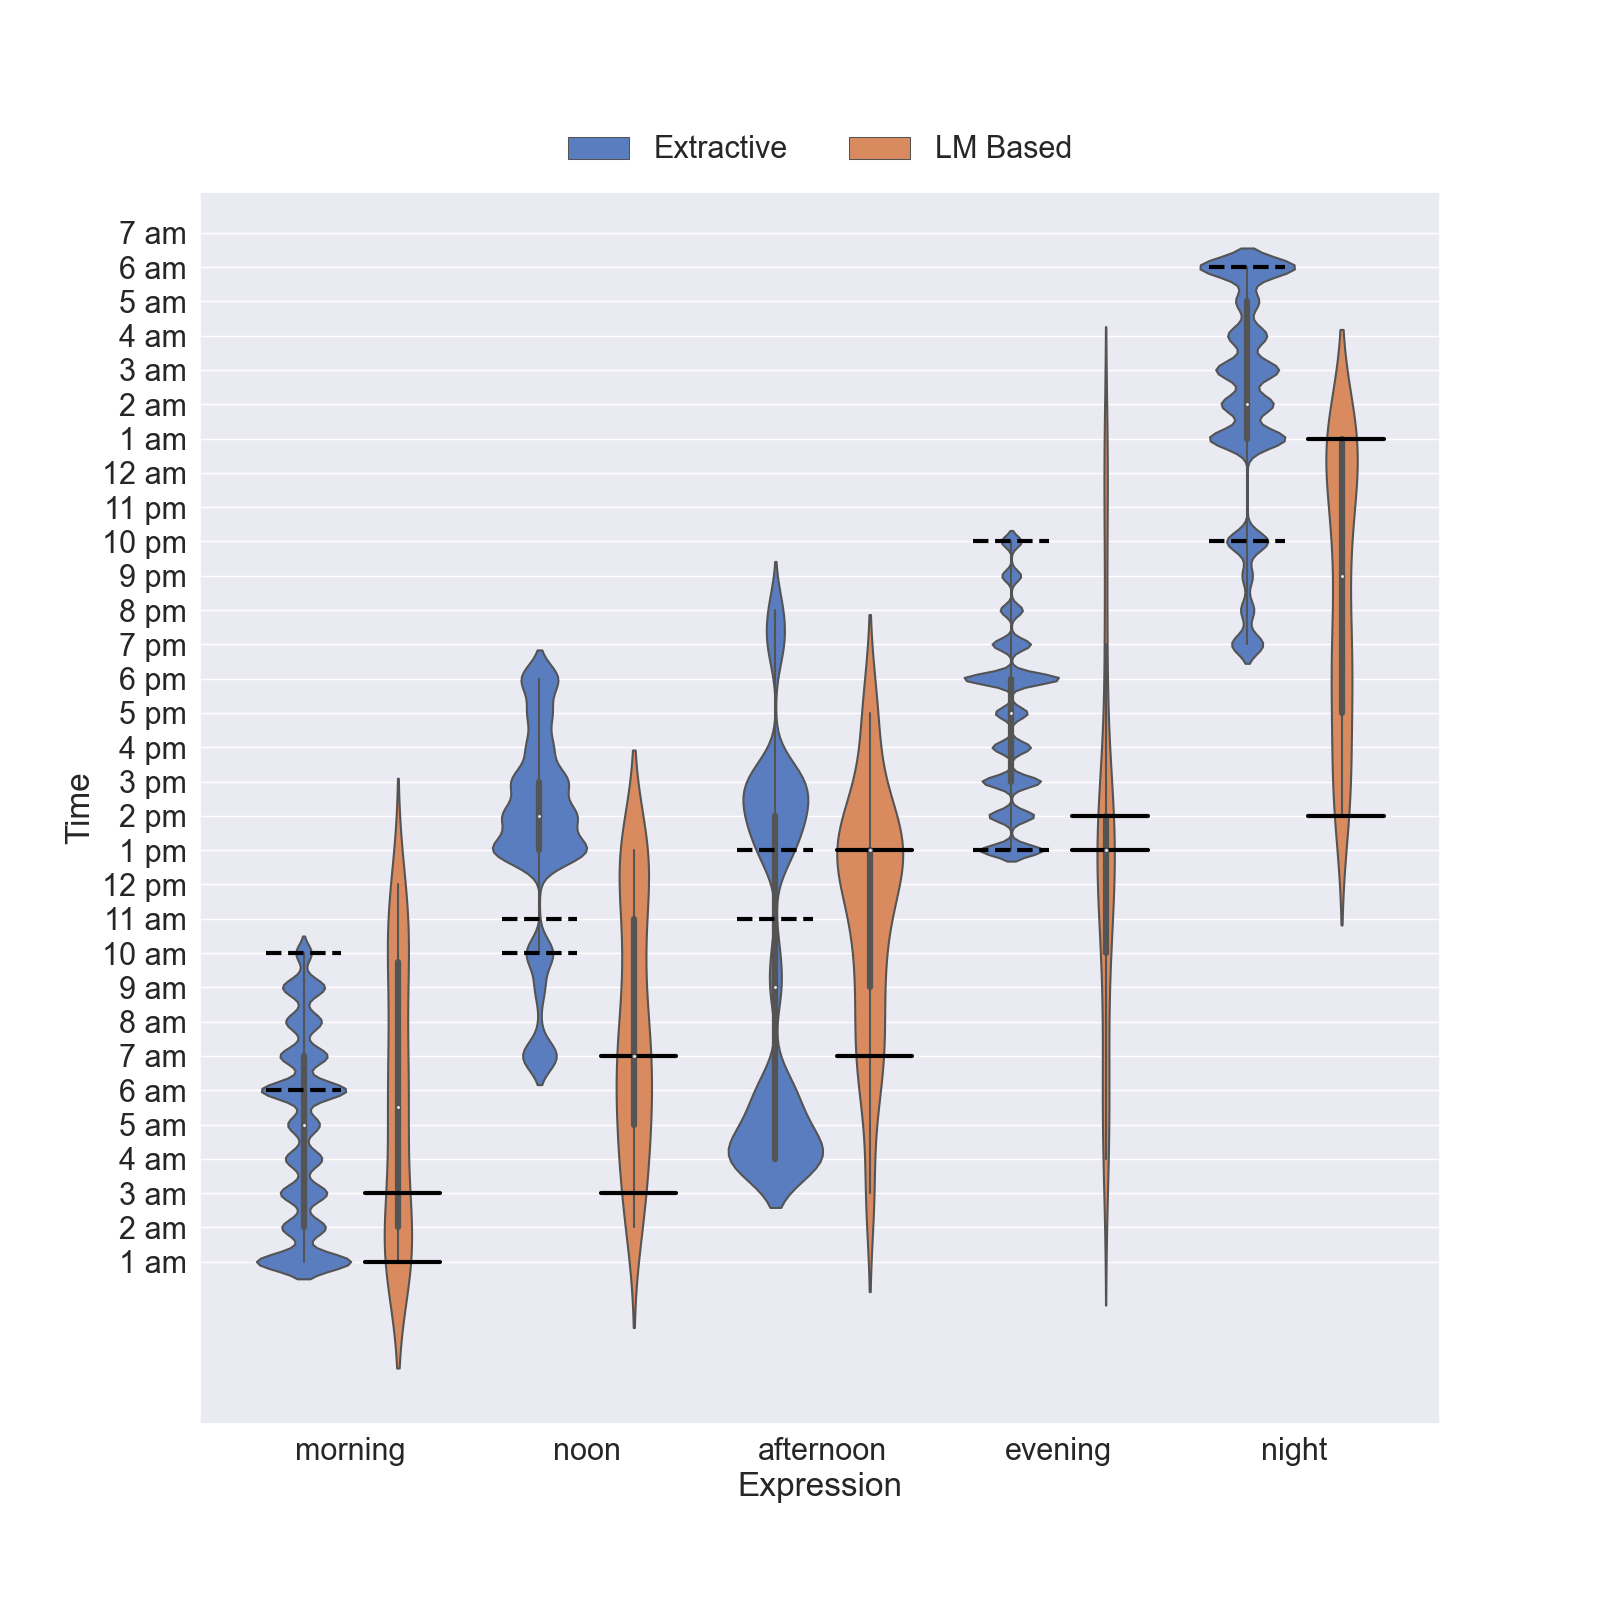 Extractive LM Based
7 am
6 am
5 am
4 am
3 am
2 am
1 am
12 am
11 pm
10 pm
9 pm
8 pm
7 pm
6 pm
5 pm
4 pm
3 pm
2 pm
1 pm
12 pm
11 am
10 am
9 am
8 am
7 am
6 am
5 am
4 am
3 am
2 am
1 am
Time
morning noon afternoon evening night
Expression